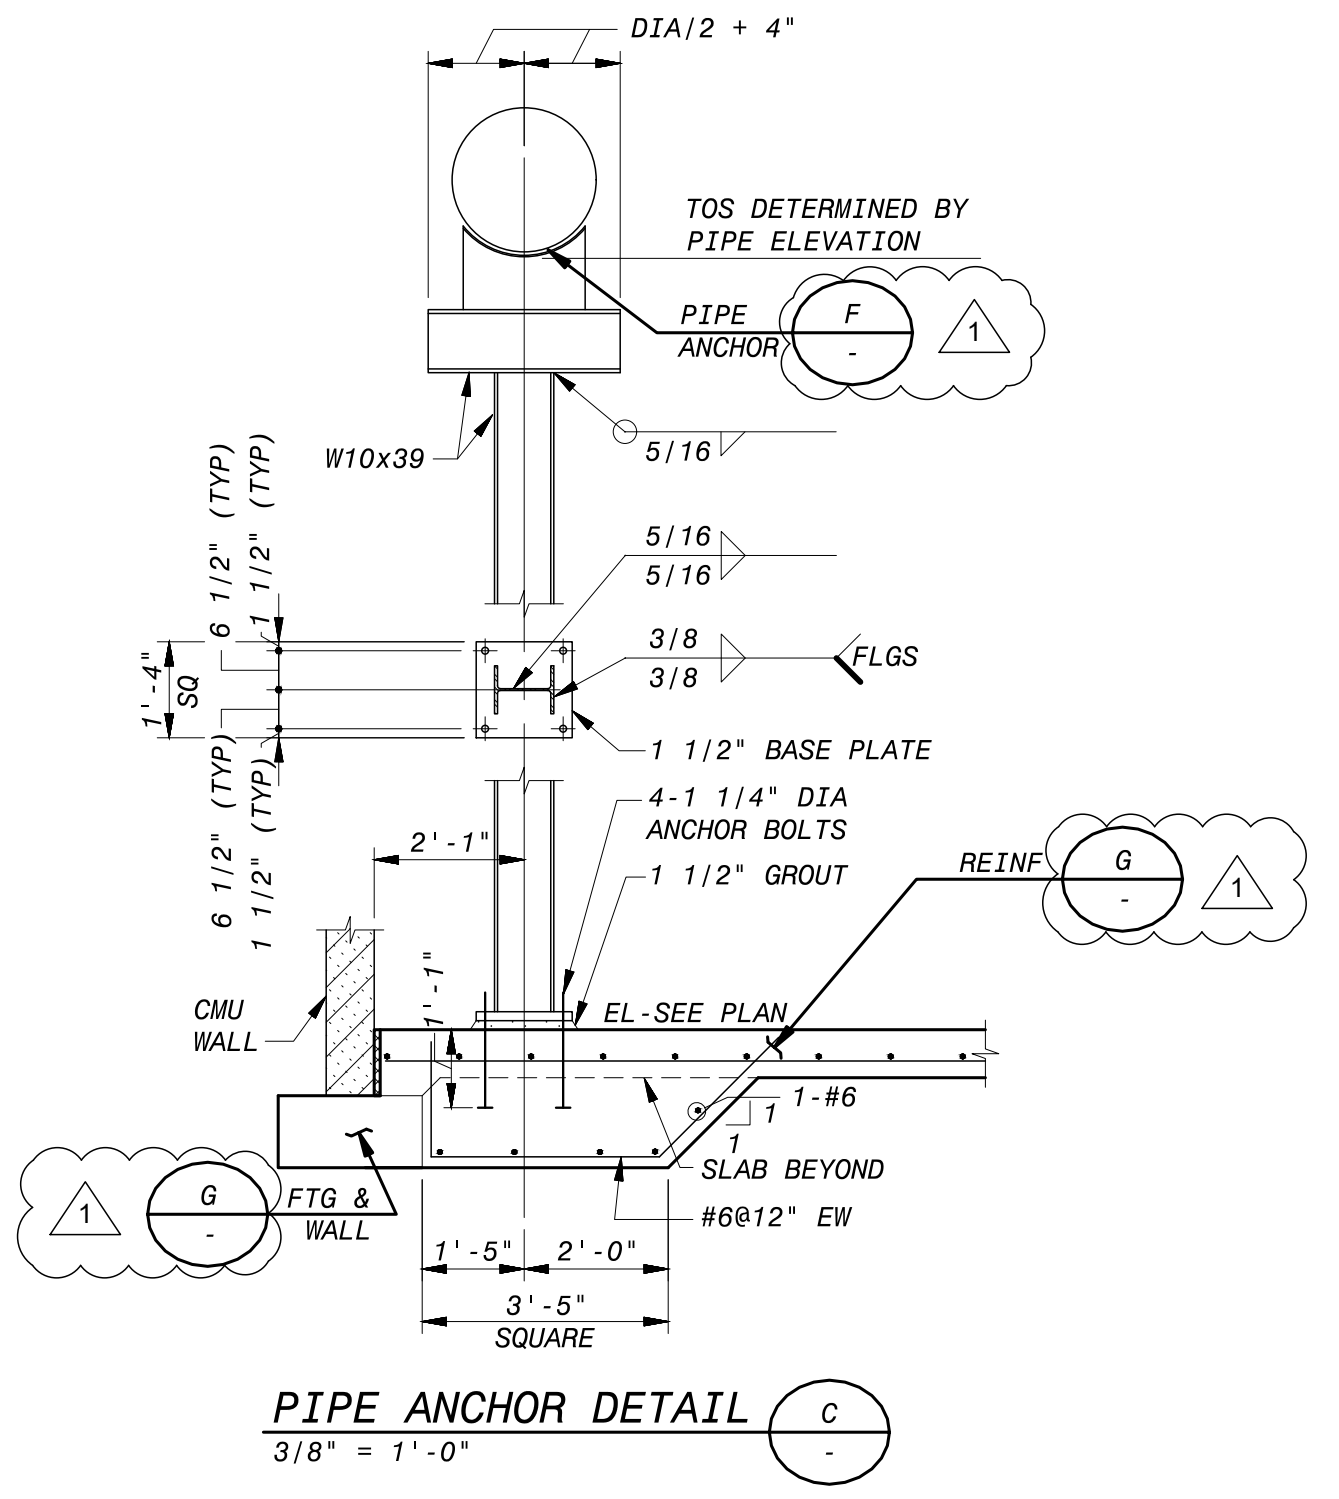 DIA/2 + 4"
TOS DETERMINED BY
PIPE ELEVATION
PIPE
ANCHOR
F
-
1
W10x39
5/16
6 1/2" (TYP)
1 1/2" (TYP)
5/16
5/16
3/8
3/8
FLGS
1'-4"
SQ
1 1/2" BASE PLATE
6 1/2" (TYP)
1 1/2" (TYP)
4-1 1/4" DIA
ANCHOR BOLTS
2'-1"
1 1/2" GROUT
REINF
G
-
1
1'-1"
CMU
WALL
EL-SEE PLAN
1-#6
1
1
SLAB BEYOND
#6@12" EW
1
G
-
FTG &
WALL
1'-5"
2'-0"
3'-5"
SQUARE
PIPE ANCHOR DETAIL
3/8" = 1'-0"
C
-